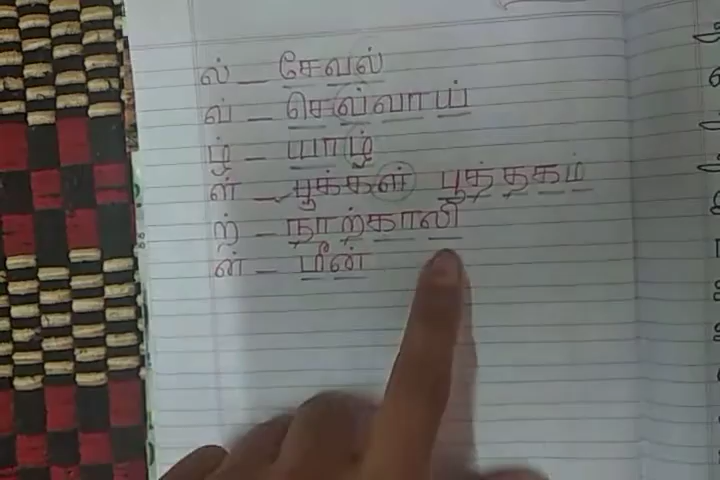 ல் _ சேவல்
வ் _ செவ்வாய்
ழ் - யாழ்
ள் _ பூக்கள் புத்தகம்
ற் - நாற்காலி
ன் - மீன்